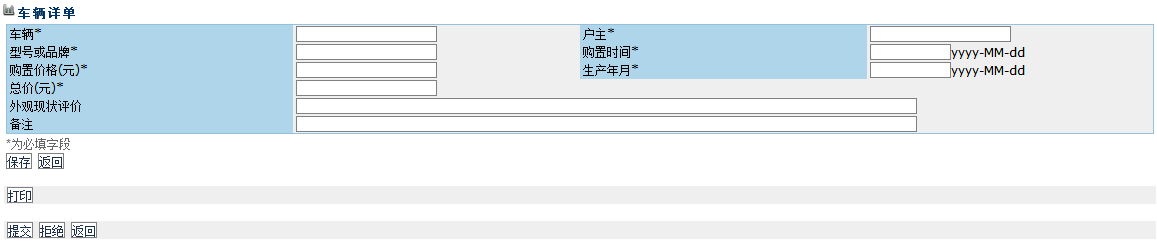 车辆详单
车辆* 户主*
型号或品牌* 购置时间* yyyy-MM-dd
购置价格(元)* 生产年月* yyyy-MM-dd
总价(元)*
外观现状评价
备注
*为必填字段
保存 返回
打印
提交 拒绝 返回